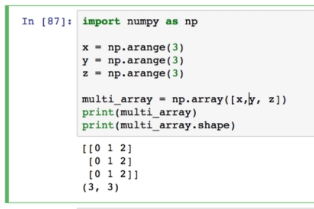 In [87]: import numpy as np
x = np.arange(3)
y = np.arange(3)
z = np.arange(3)
multi_array = np.array([x,y, z])
print(multi_array)
print(multi_array.shape)
[[0 1 2]
 [0 1 2]
 [0 1 2]]
(3, 3)